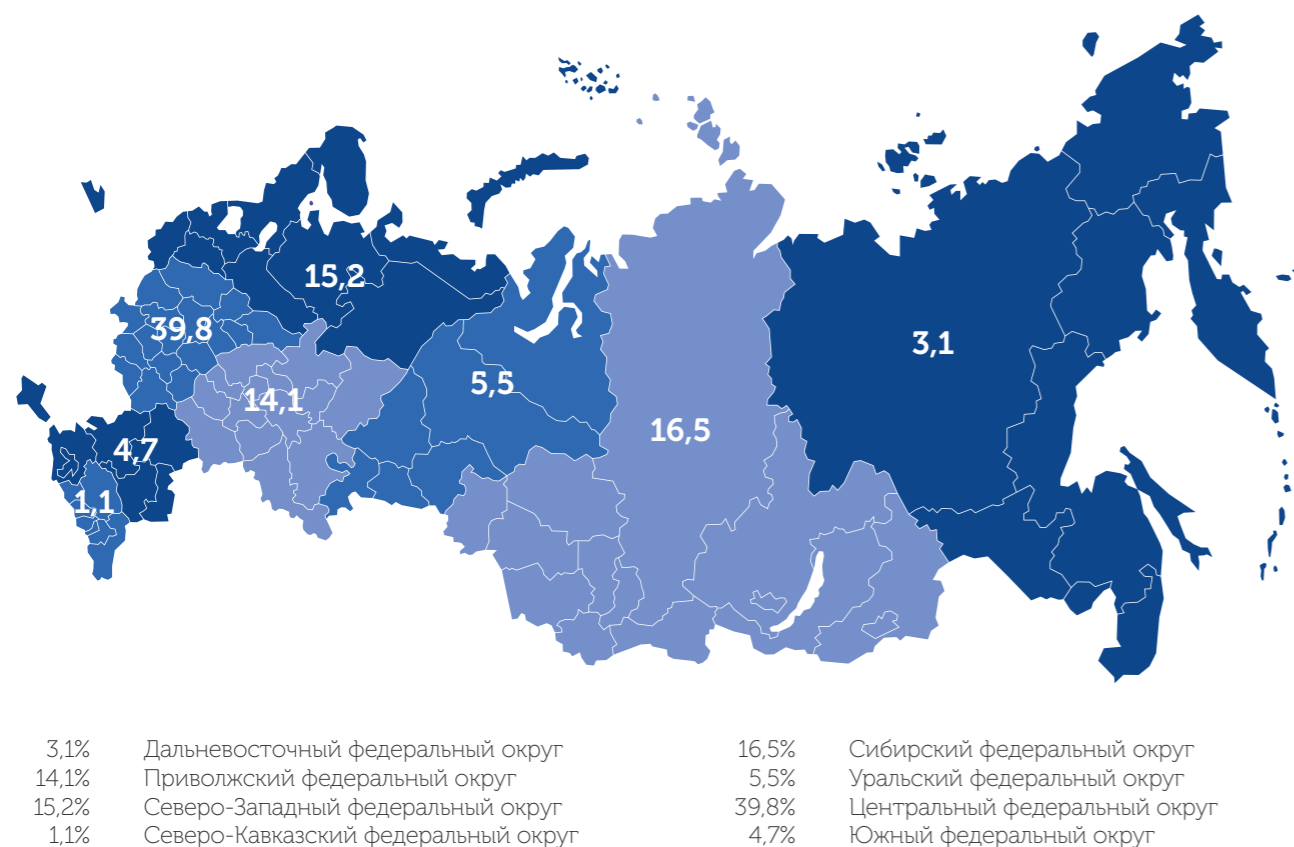 15,2
39,8
3,1
5,5
14,1
16,5
4,7
1,1
3,1% Дальневосточный федеральный округ
14,1% Приволжский федеральный округ
15,2% Северо-Западный федеральный округ
1,1% Северо-Кавказский федеральный округ
16,5% Сибирский федеральный округ
5,5% Уральский федеральный округ
39,8% Центральный федеральный округ
4,7% Южный федеральный округ